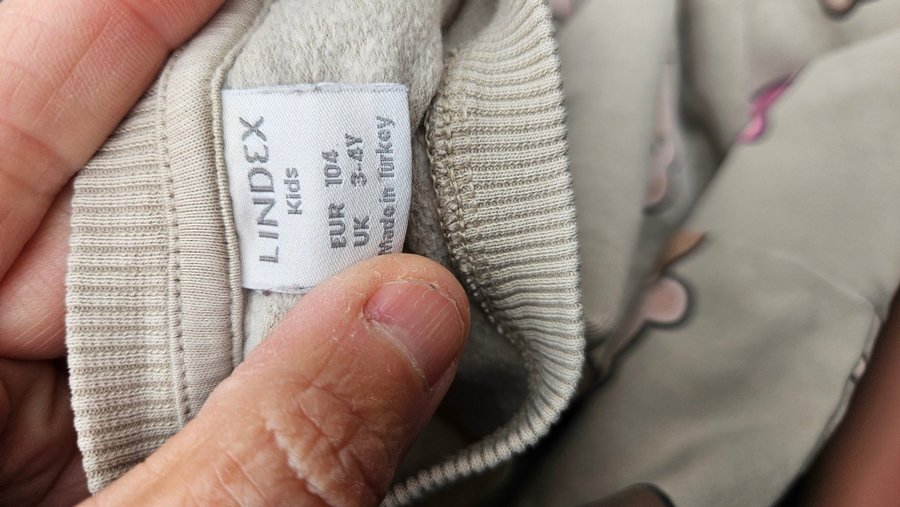 LINDEX
Kids
EUR 104
UK 3-4Y
Made in Turkey